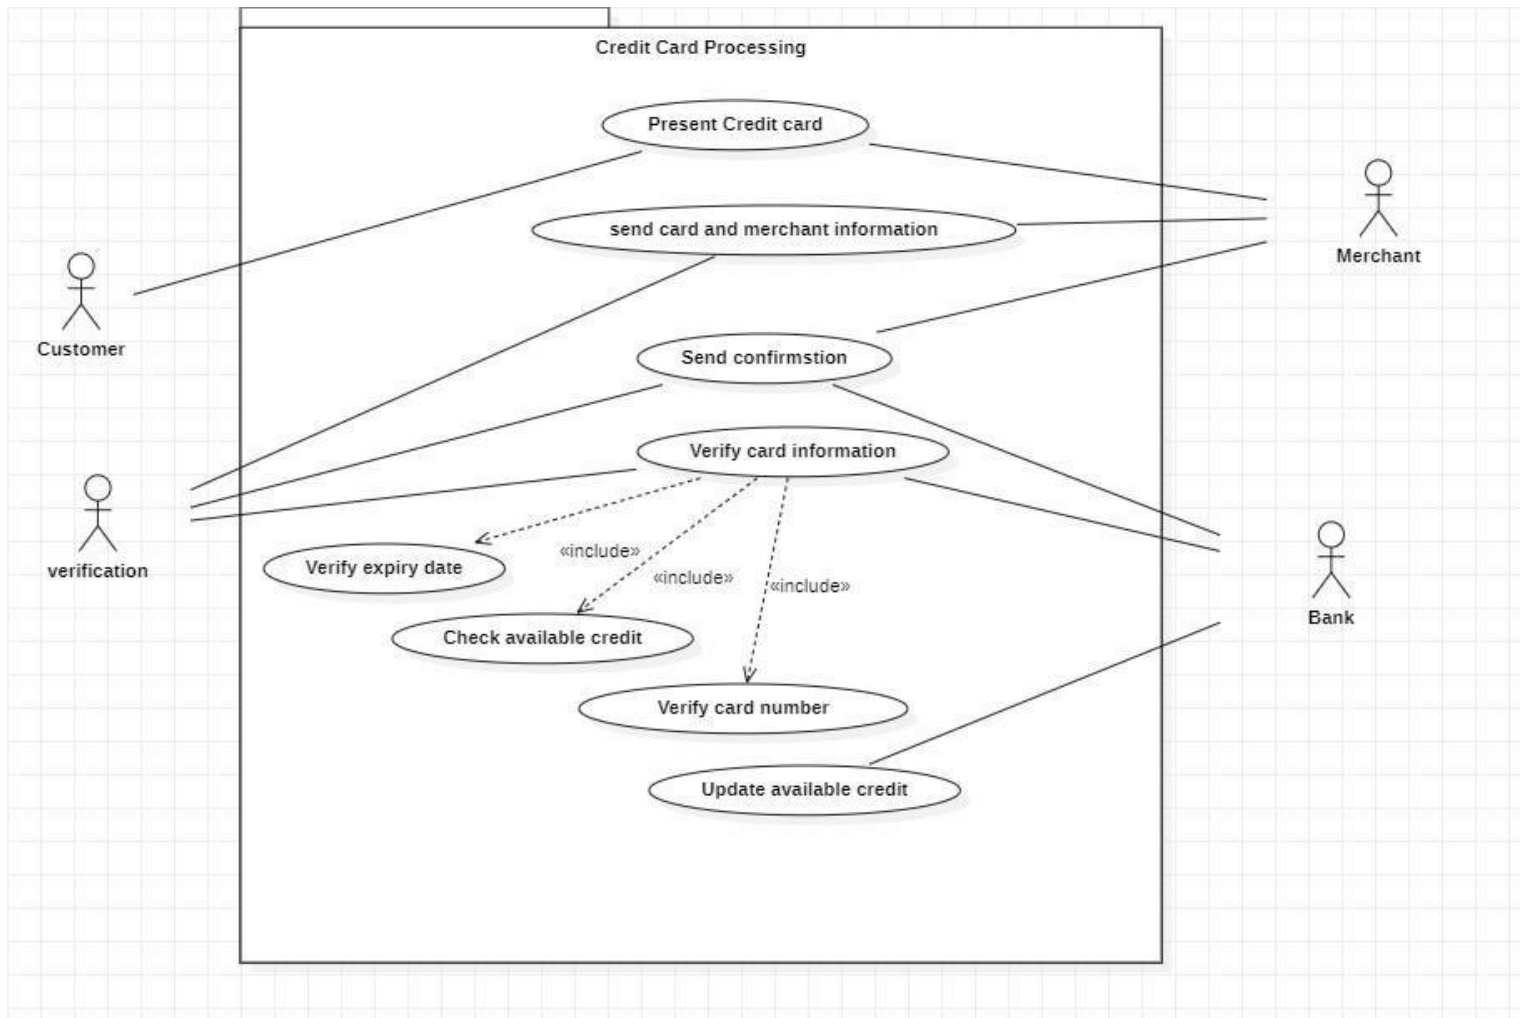 Credit Card Processing
Present Credit card
send card and merchant information
Merchant
Customer
Send confirmstion
Verify card information
verification
«include»
Verify expiry date
«include»
«include»
Bank
Check available credit
Verify card number
Update available credit